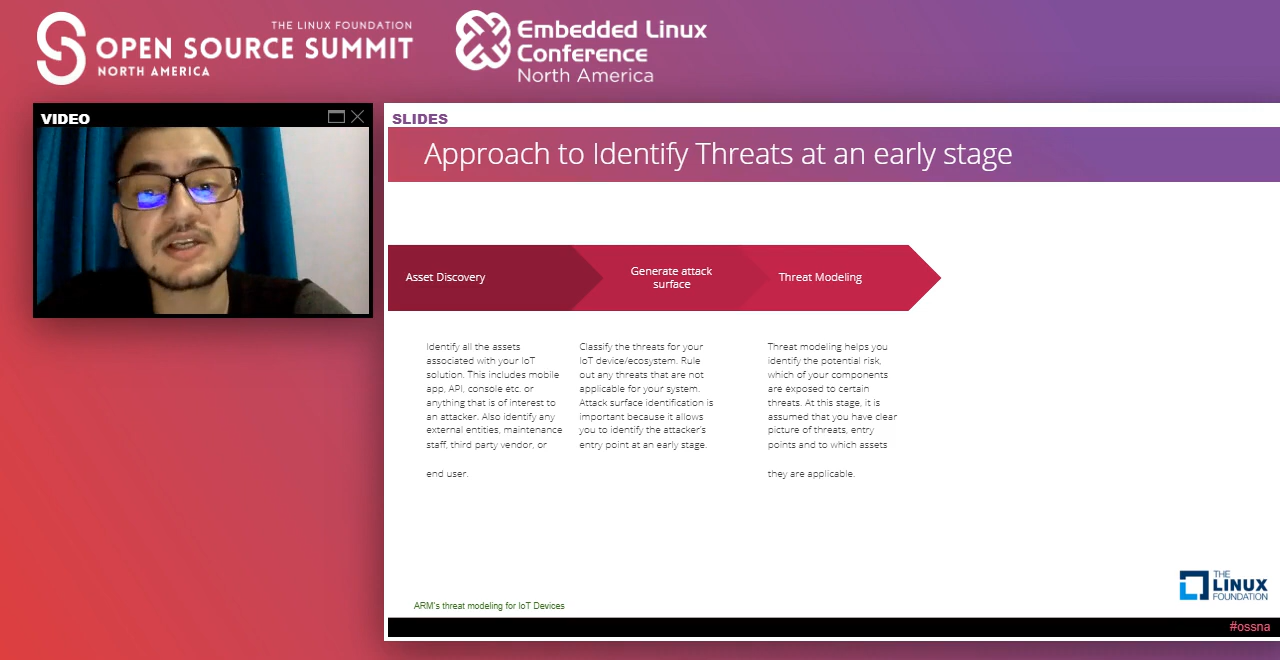 THE LINUX FOUNDATION
OPEN SOURCE SUMMIT
NORTH AMERICA
Embedded Linux
Conference
North America
VIDEO
SLIDES
Approach to Identify Threats at an early stage
Asset Discovery
Generate attack
surface
Threat Modeling
Identify all the assets
associated with your IoT
solution. This includes mobile
app, API, console etc. or
anything that is of interest to
an attacker. Also identify any
external entities, maintenance
staff, third party vendor, or
end user.
Classify the threats for your
IoT device/ecosystem. Rule
out any threats that are not
applicable for your system.
Attack surface identification is
important because it allows
you to identify the attacker's
entry point at an early stage.
Threat modeling helps you
identify the potential risk,
which of your components
are exposed to certain
threats. At this stage, it is
assumed that you have clear
picture of threats, entry
points and to which assets
they are applicable.
ARM's threat modeling for IoT Devices
THE
LINUX
FOUNDATION
#ossna